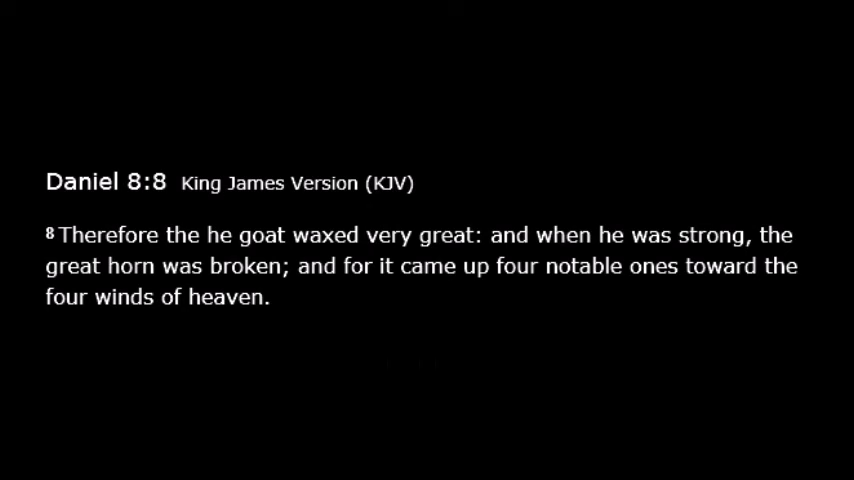 Daniel 8:8 King James Version (KJV)
8 Therefore the he goat waxed very great: and when he was strong, the
great horn was broken; and for it came up four notable ones toward the
four winds of heaven.